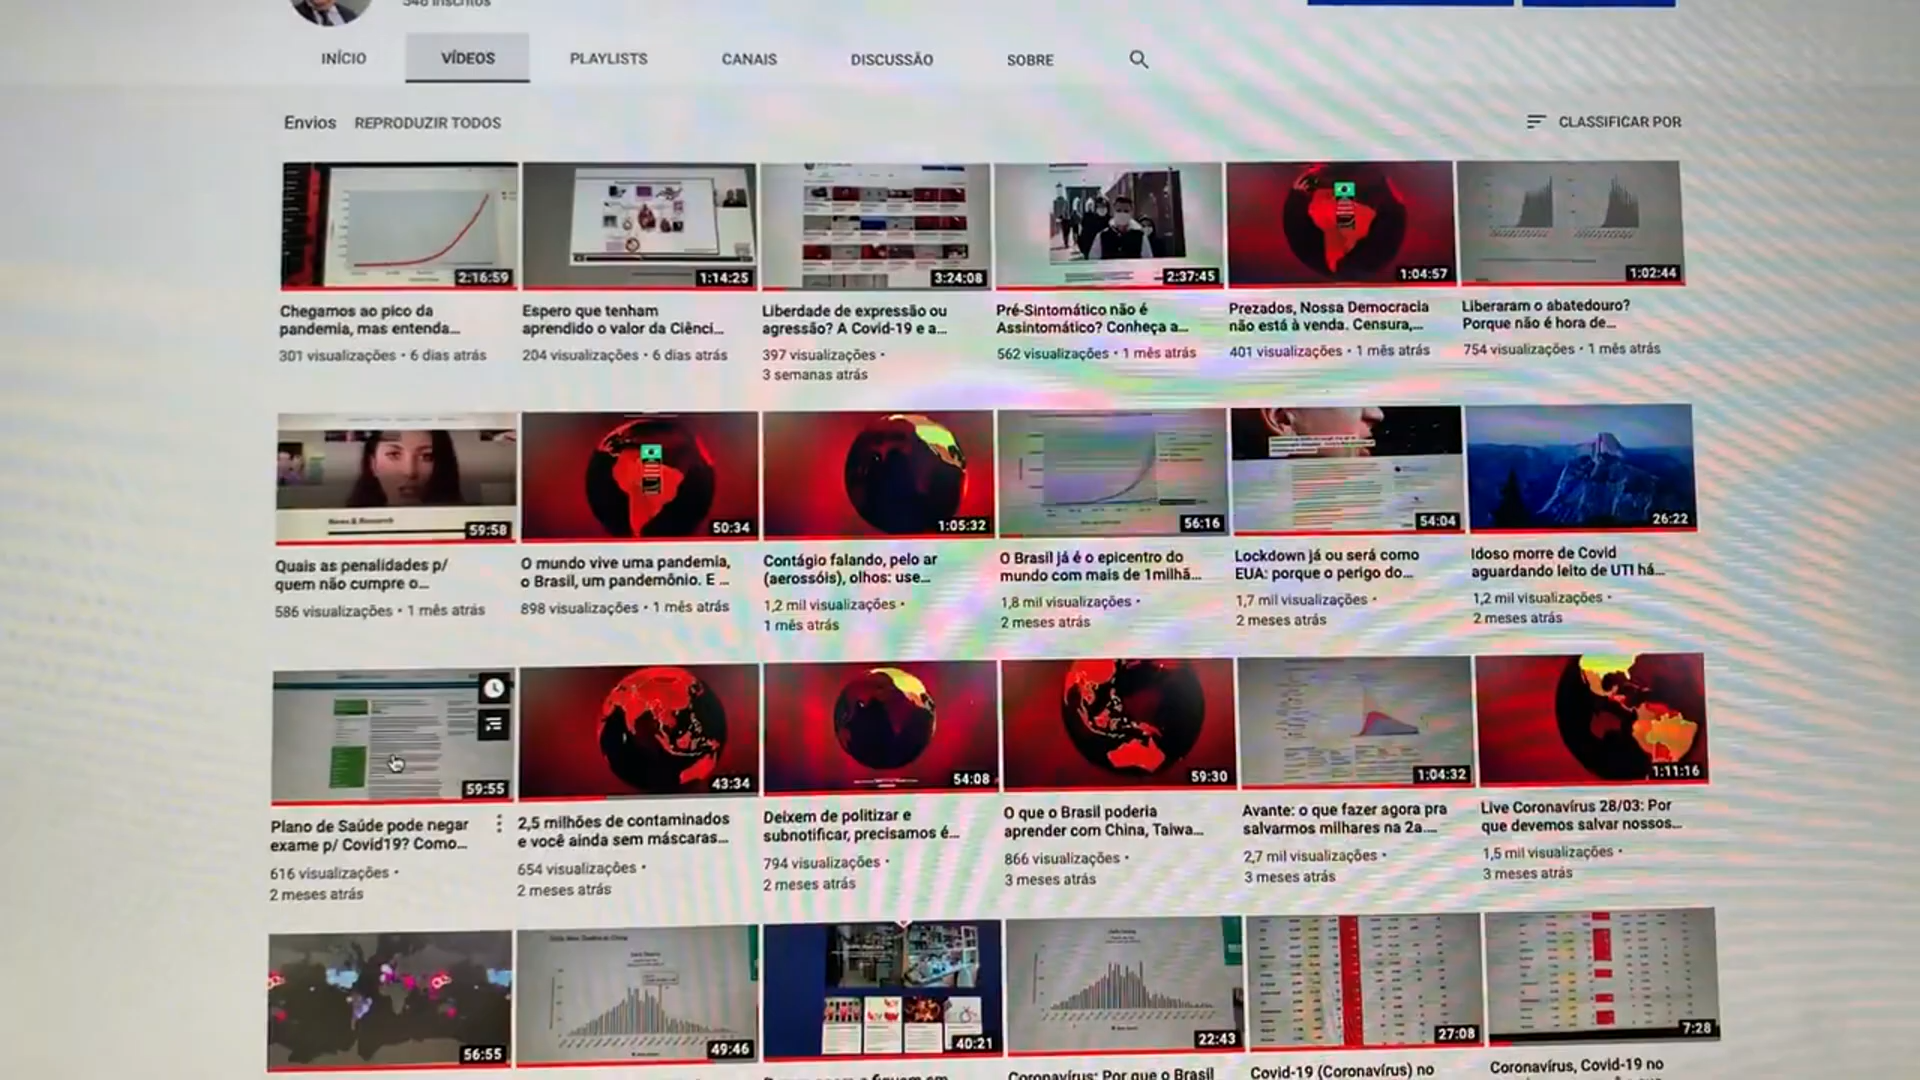 348 inscritos
INÍCIO VÍDEOS PLAYLISTS CANAIS DISCUSSÃO SOBRE
Envios REPRODUZIR TODOS CLASSIFICAR POR
2:16:59 1:14:25 3:24:08 2:37:45 1:04:57 1:02:44
Chegamos ao pico da
pandemia, mas entenda...
301 visualizações • 6 dias atrás
Espero que tenham
aprendido o valor da Ciênci...
204 visualizações • 6 dias atrás
Liberdade de expressão ou
agressão? A Covid-19 e a...
397 visualizações •
3 semanas atrás
Pré-Sintomático não é
Assintomático? Conheça a...
562 visualizações • 1 mês atrás
Prezados, Nossa Democracia
não está à venda. Censura,...
401 visualizações • 1 mês atrás
Liberaram o abatedouro?
Porque não é hora de...
754 visualizações • 1 mês atrás
News & Research
59:58 50:34 1:05:32 56:16 54:04 26:22
Quais as penalidades p/
quem não cumpre o...
586 visualizações • 1 mês atrás
O mundo vive uma pandemia,
o Brasil, um pandemônio. E ...
898 visualizações • 1 mês atrás
Contágio falando, pelo ar
(aerossóis), olhos: use...
1,2 mil visualizações •
1 mês atrás
O Brasil já é o epicentro do
mundo com mais de 1milhã...
1,8 mil visualizações •
2 meses atrás
Lockdown já ou será como
EUA: porque o perigo do...
1,7 mil visualizações •
2 meses atrás
Idoso morre de Covid
aguardando leito de UTI há...
1,2 mil visualizações •
2 meses atrás
59:55 43:34 54:08 59:30 1:04:32 1:11:16
Plano de Saúde pode negar
exame p/ Covid19? Como...
616 visualizações •
2 meses atrás
2,5 milhões de contaminados
e você ainda sem máscaras...
654 visualizações •
2 meses atrás
Deixem de politizar e
subnotificar, precisamos é...
794 visualizações •
2 meses atrás
O que o Brasil poderia
aprender com China, Taiwa...
866 visualizações •
3 meses atrás
Avante: o que fazer agora pra
salvarmos milhares na 2a....
2,7 mil visualizações •
3 meses atrás
Live Coronavírus 28/03: Por
que devemos salvar nossos...
1,5 mil visualizações •
3 meses atrás
56:55 49:46 40:21 22:43 27:08 7:28
Coronavírus: Por que o Brasil
Covid-19 (Coronavírus) no
Coronavírus, Covid-19 no